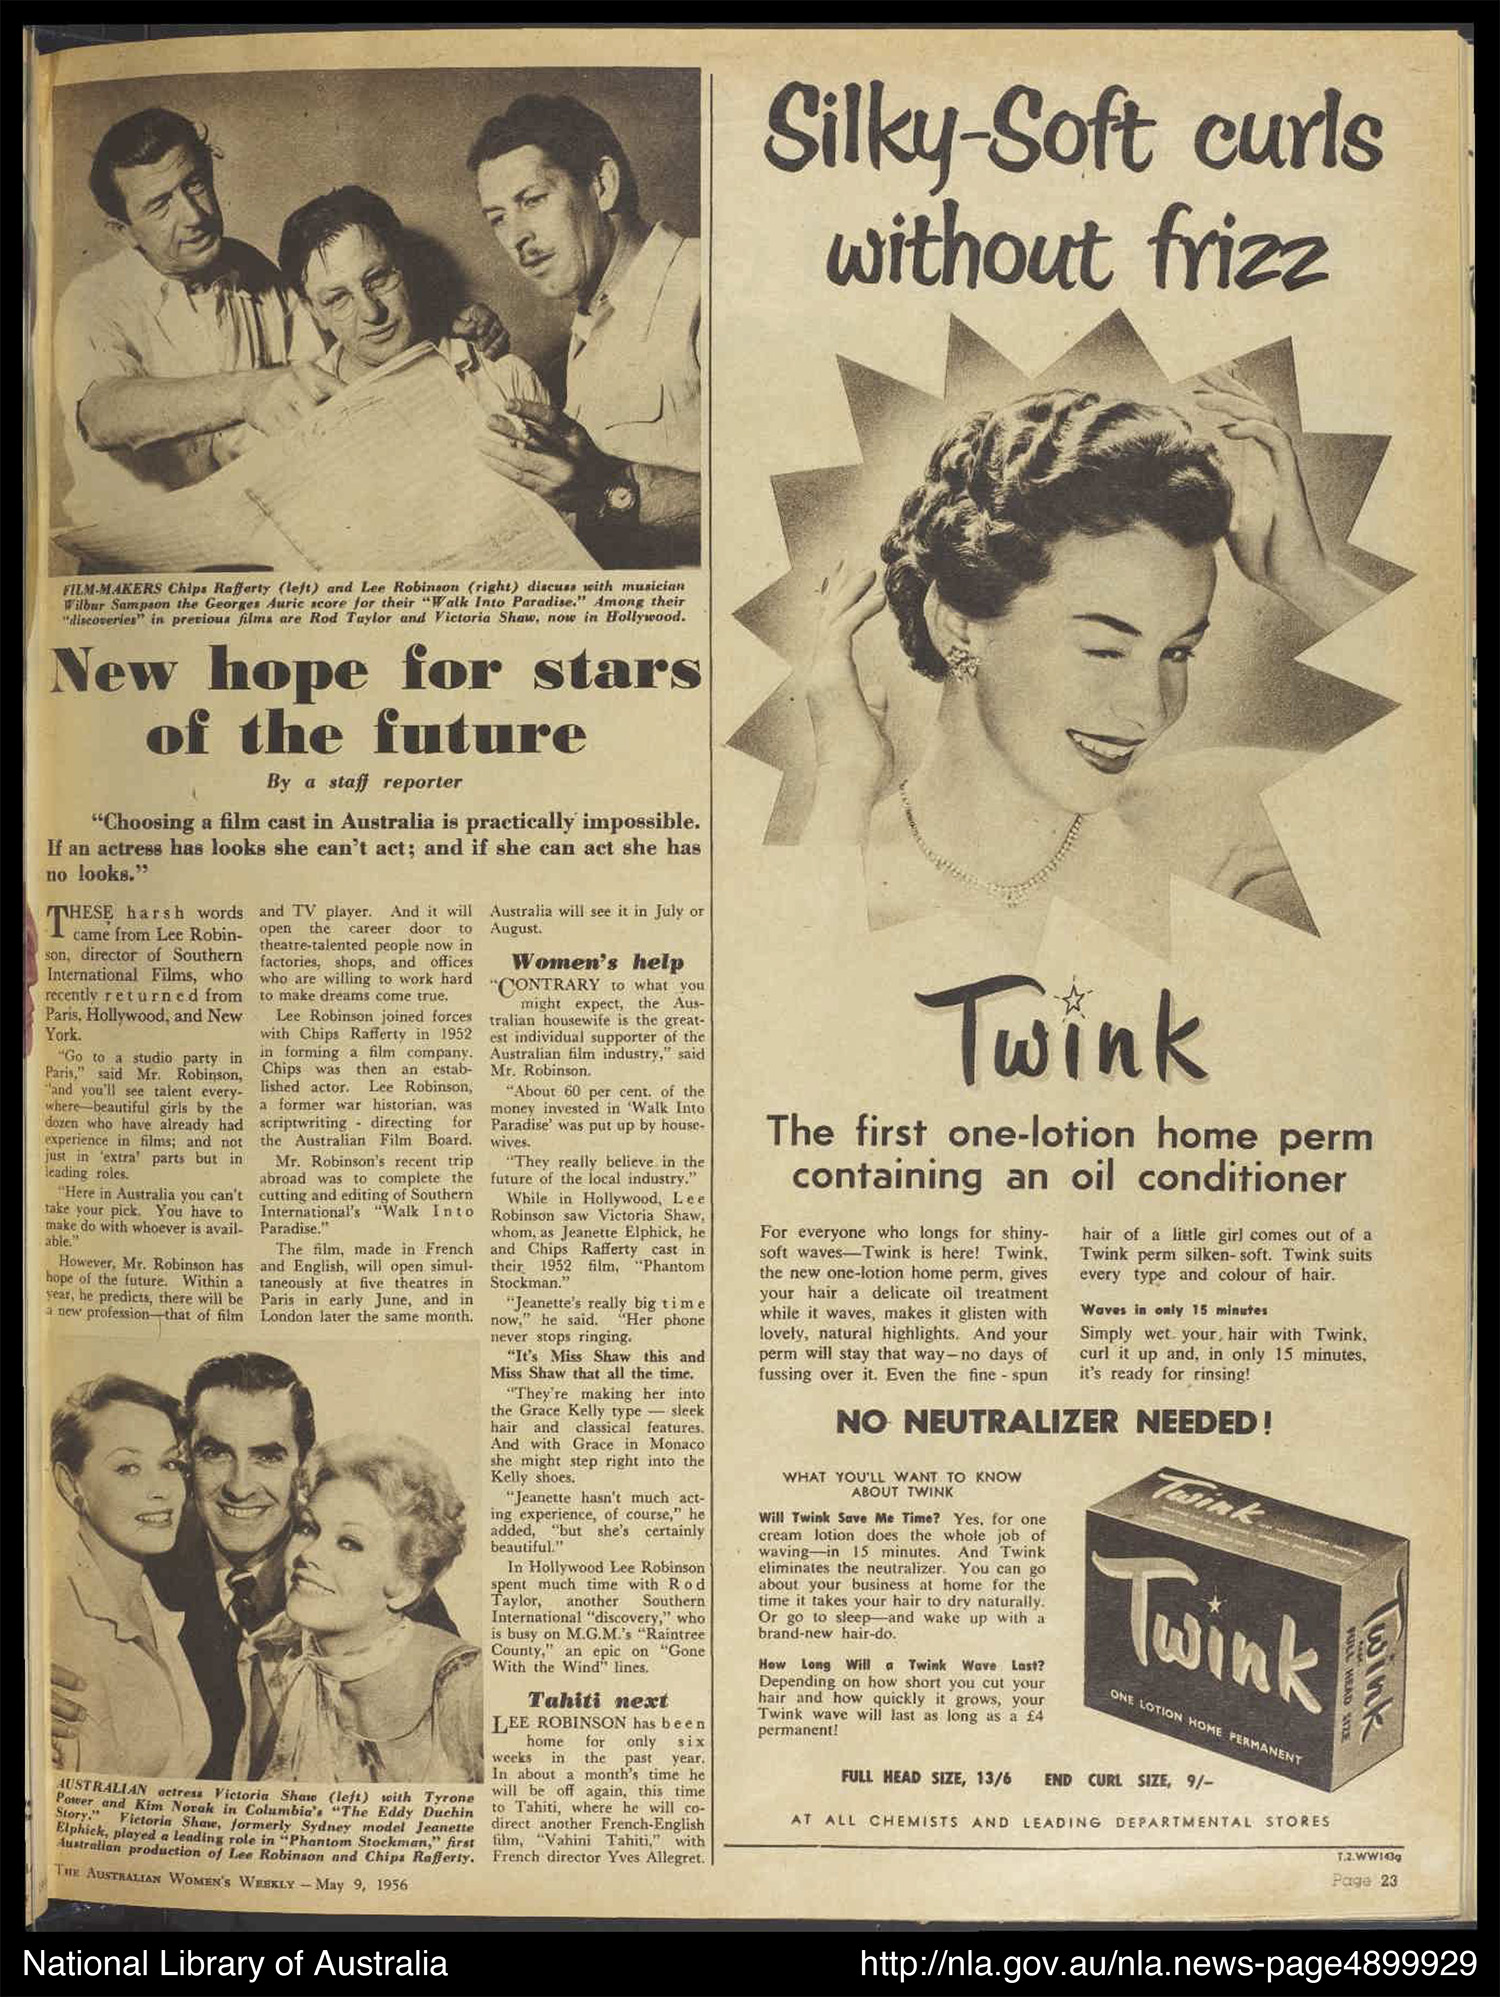 FILM-MAKERS Chips Rafferty (left) and Lee Robinson (right) discuss with musician
Wilbur Sampson the Georges Auric score for their "Walk Into Paradise." Among their
"discoveries" in previous films are Rod Taylor and Victoria Shaw, now in Hollywood.
New hope for stars
of the future
By a staff reporter
"Choosing a film cast in Australia is practically impossible.
If an actress has looks she can't act; and if she can act she has
no looks."
THESE harsh words
came from Lee Robin-
son, director of Southern
International Films, who
recently returned from
Paris, Hollywood, and New
York.
"Go to a studio party in
Paris," said Mr. Robinson,
"and you'll see talent every-
where—beautiful girls by the
dozen who have already had
experience in films; and not
just in 'extra' parts but in
leading roles.
"Here in Australia you can't
take your pick. You have to
make do with whoever is avail-
able."
However, Mr. Robinson has
hope of the future. Within a
year, he predicts, there will be
a new profession—that of film
and TV player. And it will
open the career door to
theatre-talented people now in
factories, shops, and offices
who are willing to work hard
to make dreams come true.
Lee Robinson joined forces
with Chips Rafferty in 1952
in forming a film company.
Chips was then an estab-
lished actor. Lee Robinson,
a former war historian, was
scriptwriting - directing for
the Australian Film Board.
Mr. Robinson's recent trip
abroad was to complete the
cutting and editing of Southern
International's "Walk Into
Paradise."
The film, made in French
and English, will open simul-
taneously at five theatres in
Paris in early June, and in
London later the same month.
Australia will see it in July or
August.
Women's help
"CONTRARY to what you
might expect, the Aus-
tralian housewife is the great-
est individual supporter of the
Australian film industry," said
Mr. Robinson.
"About 60 per cent. of the
money invested in 'Walk Into
Paradise' was put up by house-
wives.
"They really believe in the
future of the local industry."
While in Hollywood, Lee
Robinson saw Victoria Shaw,
whom, as Jeanette Elphick, he
and Chips Rafferty cast in
their 1952 film, "Phantom
Stockman."
"Jeanette's really big time
now," he said. "Her phone
never stops ringing.
"It's Miss Shaw this and
Miss Shaw that all the time.
"They're making her into
the Grace Kelly type — sleek
hair and classical features.
And with Grace in Monaco
she might step right into the
Kelly shoes.
"Jeanette hasn't much act-
ing experience, of course," he
added, "but she's certainly
beautiful."
In Hollywood Lee Robinson
spent much time with Rod
Taylor, another Southern
International "discovery," who
is busy on M.G.M.'s "Raintree
County," an epic on "Gone
With the Wind" lines.
Tahiti next
LEE ROBINSON has been
home for only six
weeks in the past year.
In about a month's time he
will be off again, this time
to Tahiti, where he will co-
direct another French-English
film, "Vahini Tahiti," with
French director Yves Allegret.
AUSTRALIAN actress Victoria Shaw (left) with Tyrone
Power and Kim Novak in Columbia's "The Eddy Duchin
Story." Victoria Shaw, formerly Sydney model Jeanette
Elphick, played a leading role in "Phantom Stockman," first
Australian production of Lee Robinson and Chips Rafferty.
THE AUSTRALIAN WOMEN'S WEEKLY – May 9, 1956
Silky-Soft curls
without frizz
Twink
The first one-lotion home perm
containing an oil conditioner
For everyone who longs for shiny-
soft waves—Twink is here! Twink,
the new one-lotion home perm, gives
your hair a delicate oil treatment
while it waves, makes it glisten with
lovely, natural highlights. And your
perm will stay that way—no days of
fussing over it. Even the fine - spun
hair of a little girl comes out of a
Twink perm silken-soft. Twink suits
every type and colour of hair.
Waves in only 15 minutes
Simply wet your hair with Twink,
curl it up and, in only 15 minutes,
it's ready for rinsing!
NO NEUTRALIZER NEEDED!
WHAT YOU'LL WANT TO KNOW
ABOUT TWINK
Will Twink Save Me Time? Yes, for one
cream lotion does the whole job of
waving—in 15 minutes. And Twink
eliminates the neutralizer. You can go
about your business at home for the
time it takes your hair to dry naturally.
Or go to sleep—and wake up with a
brand-new hair-do.
How Long Will a Twink Wave Last?
Depending on how short you cut your
hair and how quickly it grows, your
Twink wave will last as long as a £4
permanent!
Twink
Twink
ONE LOTION HOME PERMANENT
Twink
FULL HEAD SIZE
FULL HEAD SIZE, 13/6 END CURL SIZE, 9/–
AT ALL CHEMISTS AND LEADING DEPARTMENTAL STORES
T.2.WW143g
Page 23
National Library of Australia
http://nla.gov.au/nla.news-page4899929